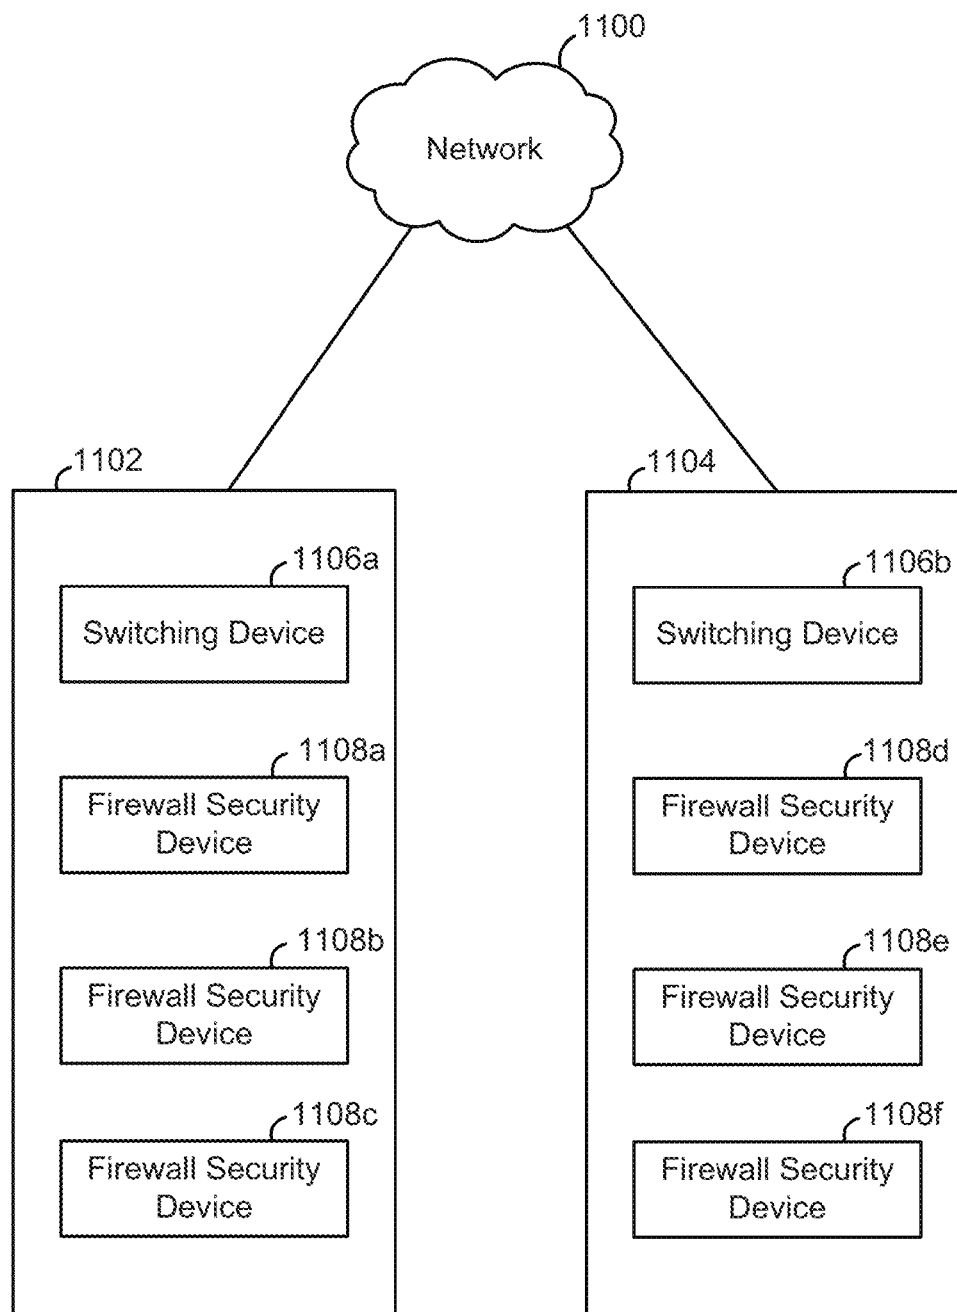 1100
Network
1102
1104
1106a
Switching Device
1106b
Switching Device
1108a
Firewall Security
Device
1108d
Firewall Security
Device
1108b
Firewall Security
Device
1108e
Firewall Security
Device
1108c
Firewall Security
Device
1108f
Firewall Security
Device